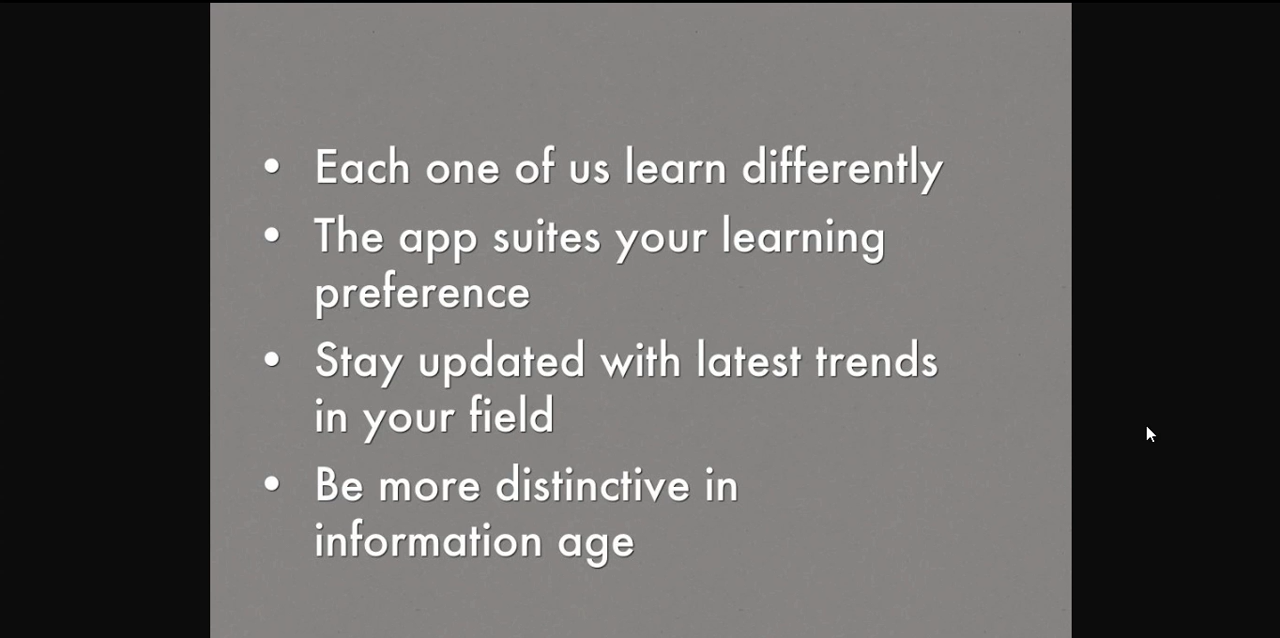 • Each one of us learn differently
• The app suites your learning
preference
• Stay updated with latest trends
in your field
• Be more distinctive in
information age